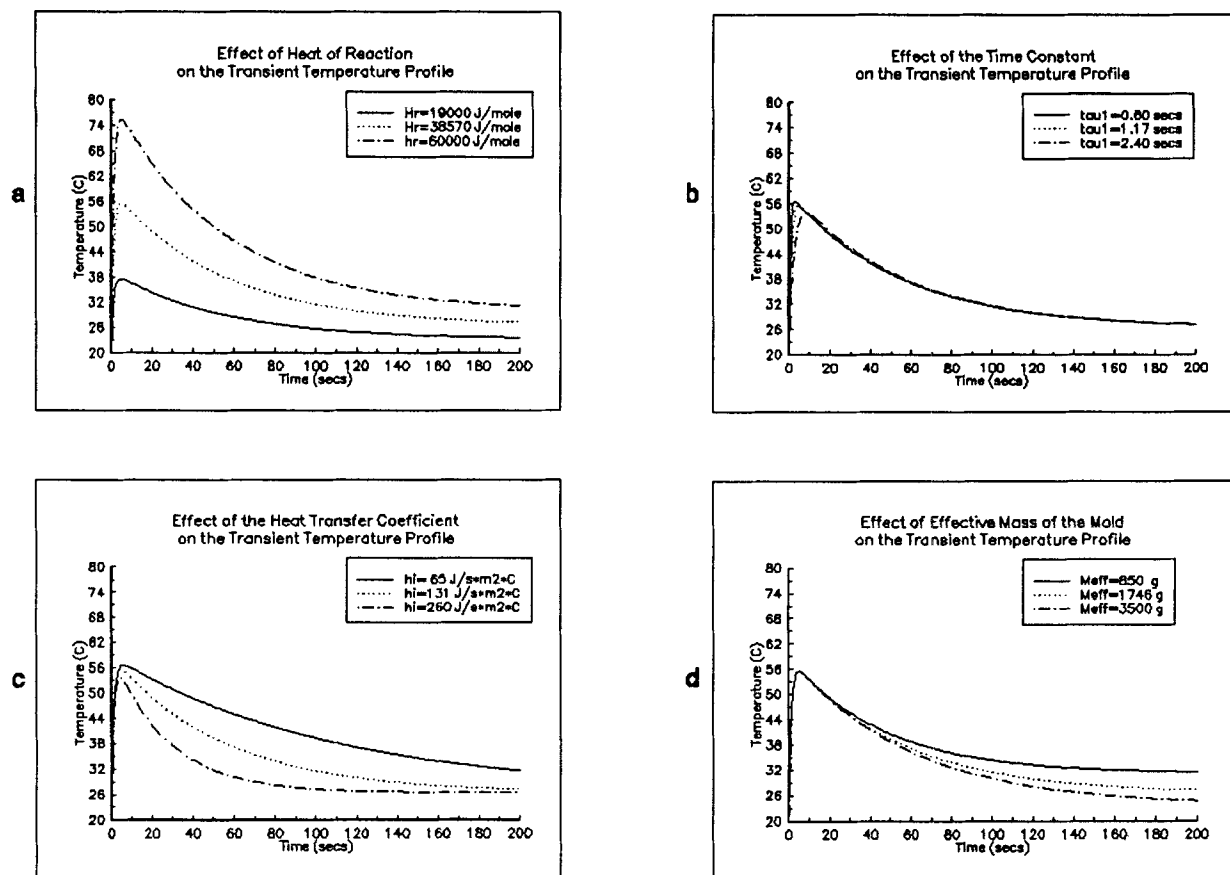 a
Effect of Heat of Reaction
on the Transient Temperature Profile
Hr=19000 J/mole
Hr=38570 J/mole
hr=60000 J/mole
Temperature (C)
80
74
68
62
56
50
44
38
32
26
20
0 20 40 60 80 100 120 140 160 180 200
Time (secs)
b
Effect of the Time Constant
on the Transient Temperature Profile
tau1=0.60 secs
tau1=1.17 secs
tau1=2.40 secs
Temperature (C)
80
74
68
62
56
50
44
38
32
26
20
0 20 40 60 80 100 120 140 160 180 200
Time (secs)
c
Effect of the Heat Transfer Coefficient
on the Transient Temperature Profile
hi= 65 J/s*m2*C
hi=131 J/s*m2*C
hi=260 J/s*m2*C
Temperature (C)
80
74
68
62
56
50
44
38
32
26
20
0 20 40 60 80 100 120 140 160 180 200
Time (secs)
d
Effect of Effective Mass of the Mold
on the Transient Temperature Profile
Meff=850 g
Meff=1746 g
Meff=3500 g
Temperature (C)
80
74
68
62
56
50
44
38
32
26
20
0 20 40 60 80 100 120 140 160 180 200
Time (secs)